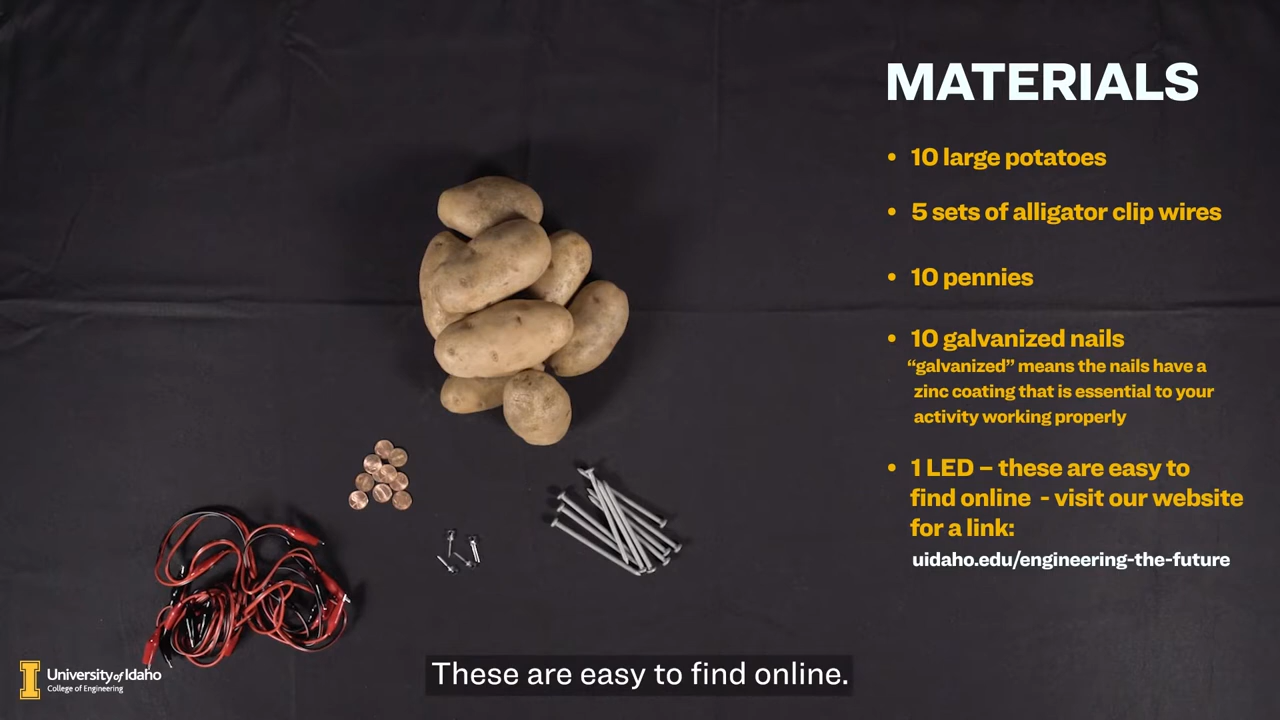 MATERIALS
• 10 large potatoes
• 5 sets of alligator clip wires
• 10 pennies
• 10 galvanized nails
“galvanized” means the nails have a
zinc coating that is essential to your
activity working properly
• 1 LED – these are easy to
find online - visit our website
for a link:
uidaho.edu/engineering-the-future
These are easy to find online.
I
University of Idaho
College of Engineering